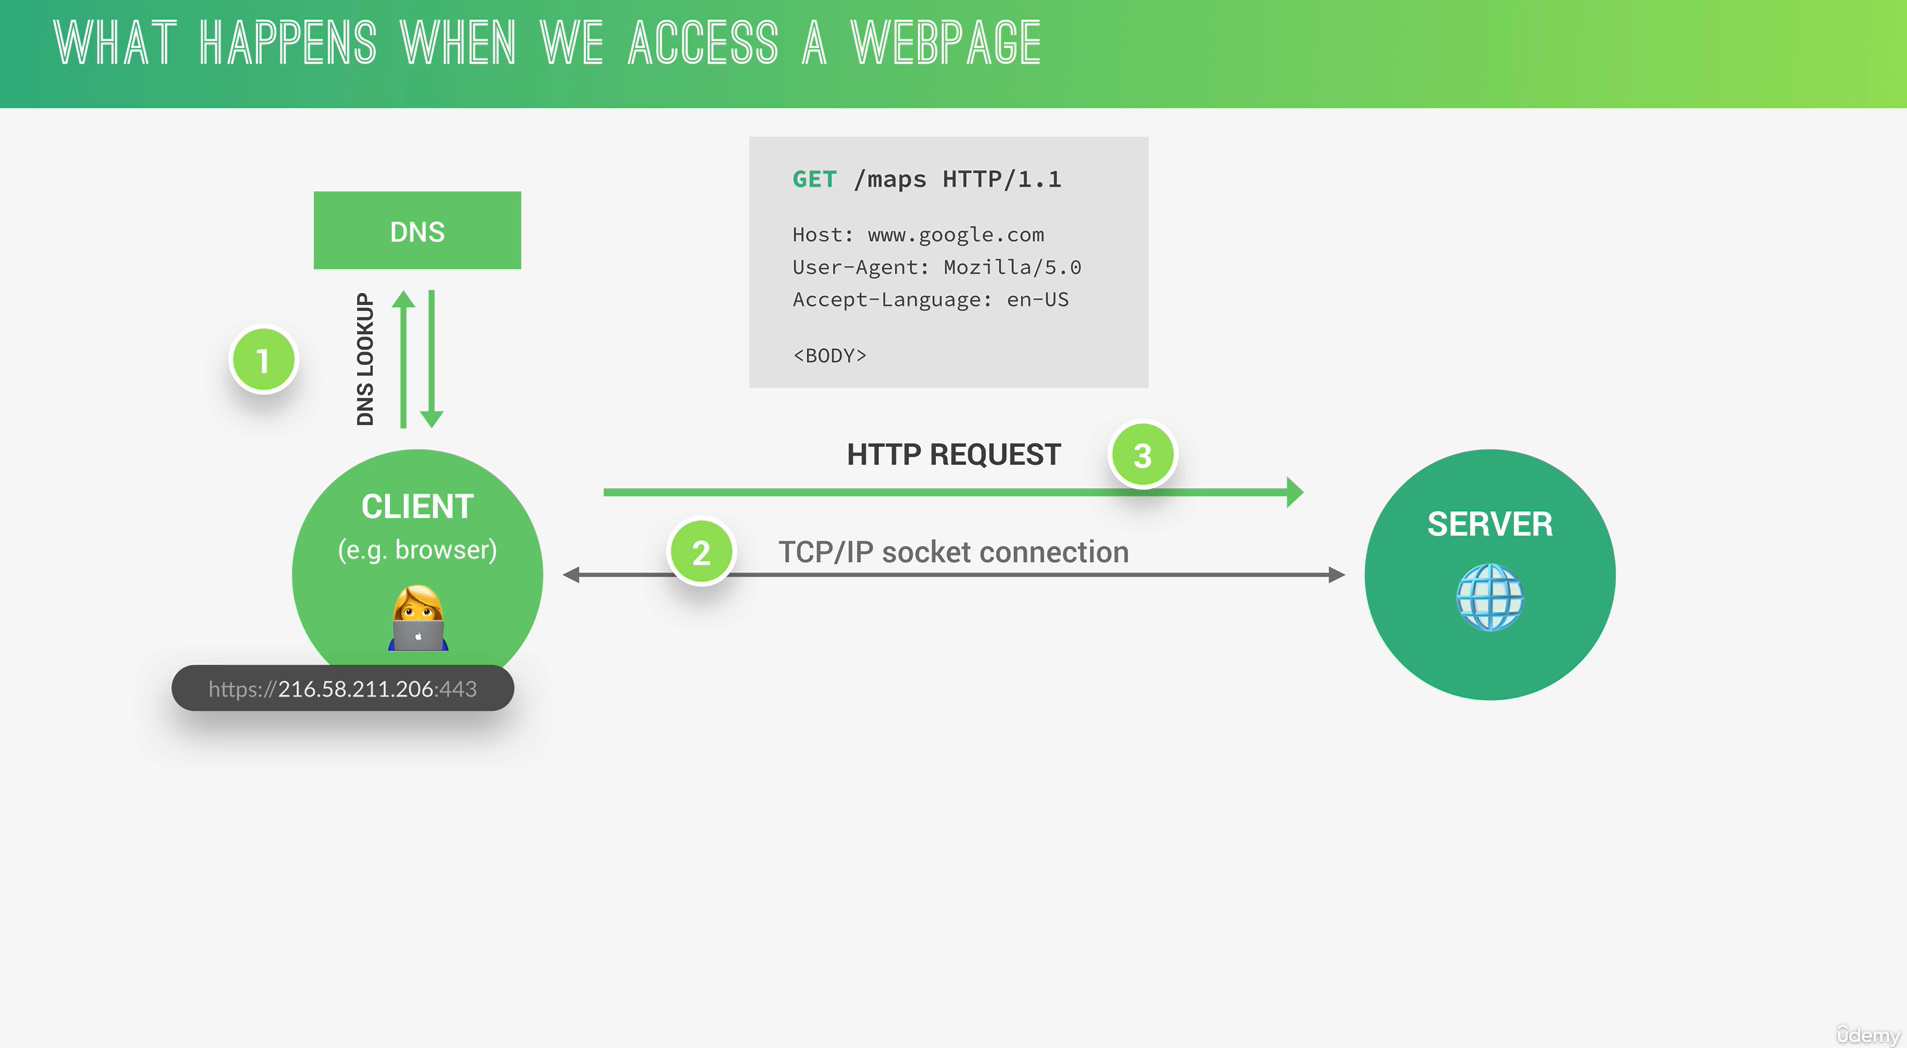 WHAT HAPPENS WHEN WE ACCESS A WEBPAGE
DNS
DNS LOOKUP
1
GET /maps HTTP/1.1
Host: www.google.com
User-Agent: Mozilla/5.0
Accept-Language: en-US
<BODY>
HTTP REQUEST
3
CLIENT
(e.g. browser)
2
TCP/IP socket connection
SERVER
https://216.58.211.206:443
ûdemy